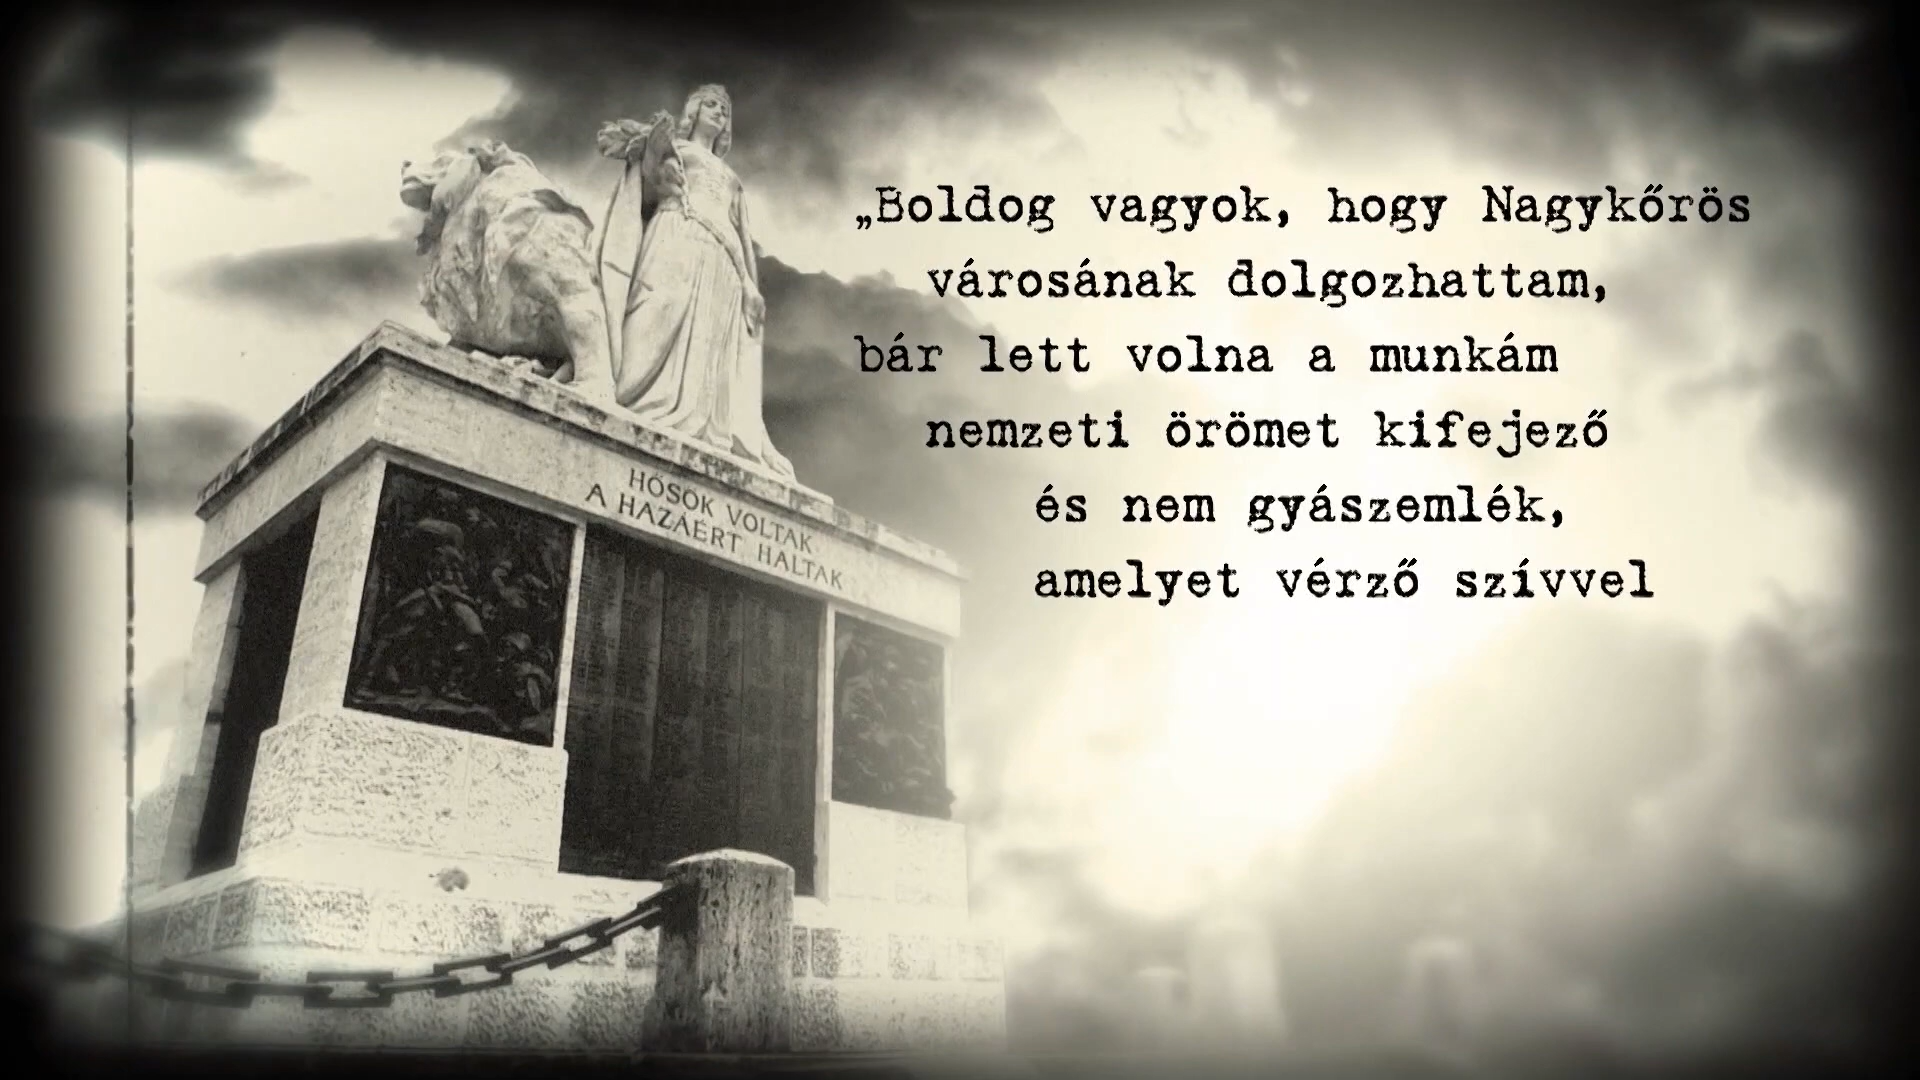 „Boldog vagyok, hogy Nagykőrös
városának dolgozhattam,
bár lett volna a munkám
nemzeti örömet kifejező
és nem gyászemlék,
amelyet vérző szívvel
HŐSÖK VOLTAK
A HAZÁÉRT HALTAK